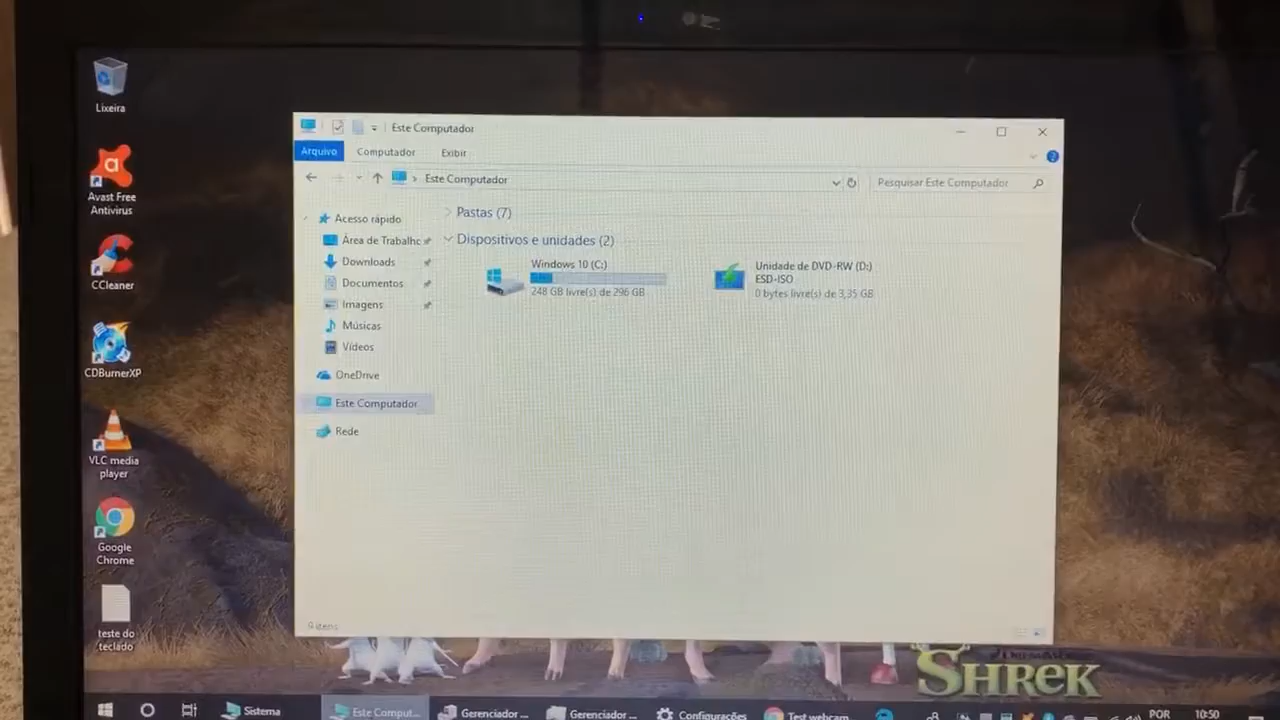 Lixeira
Avast Free
Antivirus
CCleaner
CDBurnerXP
VLC media
player
Google
Chrome
teste do
teclado
Este Computador
Arquivo
Computador
Exibir
Este Computador
Pesquisar Este Computador
Acesso rápido
Área de Trabalhc
Downloads
Documentos
Imagens
Músicas
Vídeos
OneDrive
Este Computador
Rede
Pastas (7)
Dispositivos e unidades (2)
Windows 10 (C:)
248 GB livre(s) de 296 GB
Unidade de DVD-RW (D:)
ESD-ISO
0 bytes livre(s) de 3,35 GB
9 itens
SHREK
Sistema
Este Comput...
Gerenciador ...
Gerenciador ...
Configurações
Test webcam
POR
10:50